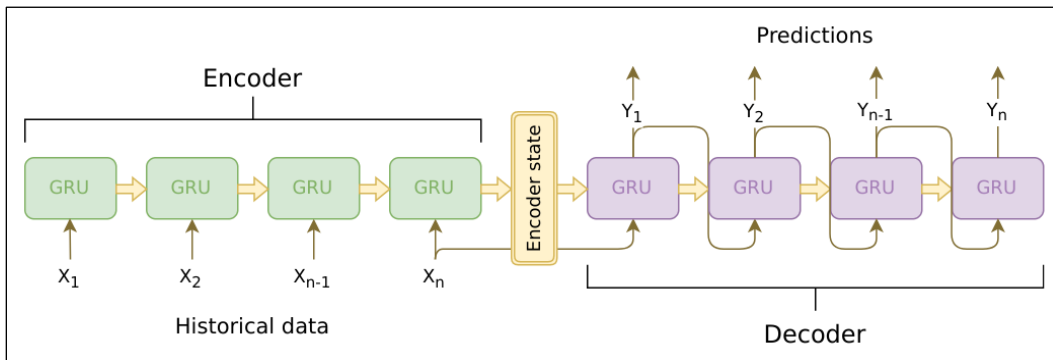 Predictions
Encoder
Y1 Y2 Yn-1 Yn
GRU GRU GRU GRU Encoder state GRU GRU GRU GRU
X1 X2 Xn-1 Xn
Historical data
Decoder